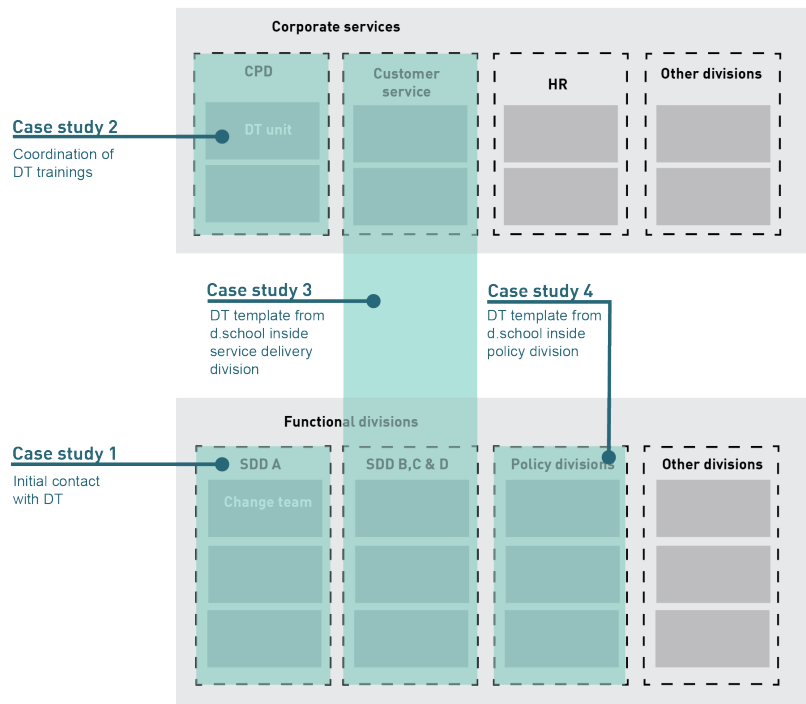 Corporate services
CPD
Customer
service
HR
Other divisions
DT unit
Case study 2
Coordination of
DT trainings
Case study 3
DT template from
d.school inside
service delivery
division
Case study 4
DT template from
d.school inside
policy division
Functional divisions
Case study 1
Initial contact
with DT
SDD A
SDD B,C & D
Policy divisions
Other divisions
Change team